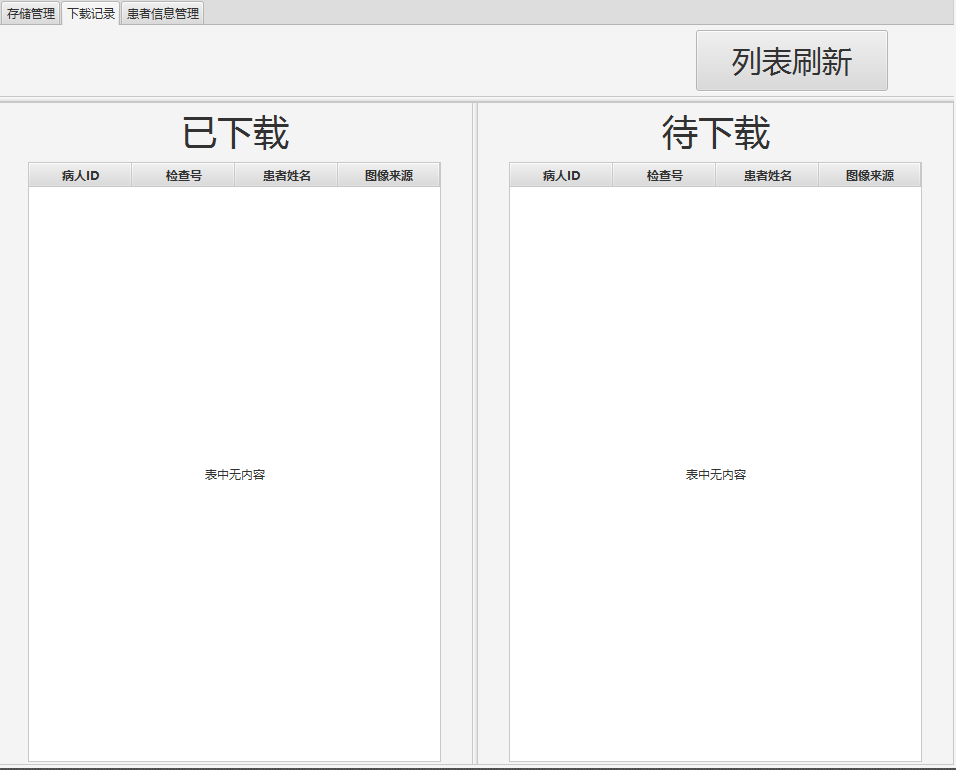 存储管理 下载记录 患者信息管理
列表刷新
已下载
病人ID 检查号 患者姓名 图像来源
表中无内容
待下载
病人ID 检查号 患者姓名 图像来源
表中无内容